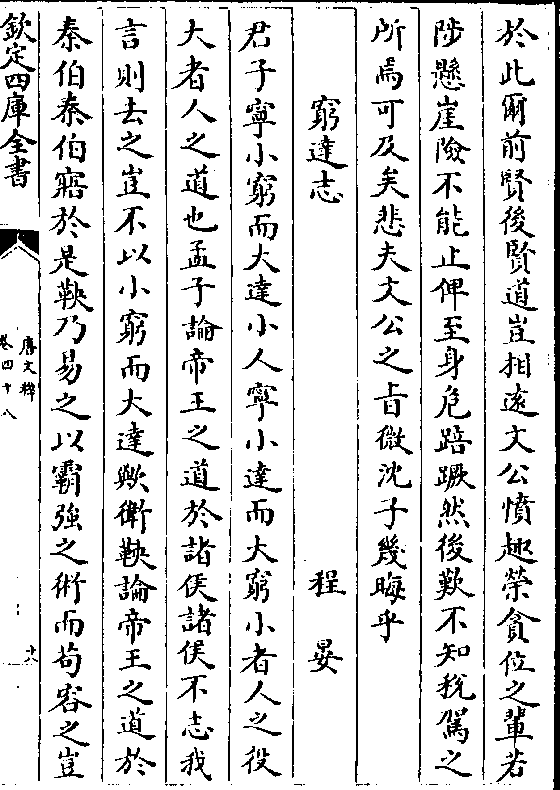 於此爾前賢後賢道豈相遠文公憤趣榮貪位之輩若
陟懸崖險不能止俾至身危踣蹶然後歎不知稅駕之
所焉可及矣悲夫文公之㫖微沈子幾晦乎
窮達志 程晏
君子寧小窮而大達小人寧小達而大窮小者人之役
大者人之道也孟子論帝王之道於諸侯諸侯不志我
言則去之豈不以小窮而大達歟衛鞅論帝王之道於
秦伯秦伯寤於是鞅乃易之以霸強之術而苟容之豈
欽定四庫全書
唐文粹
卷四十八
十六